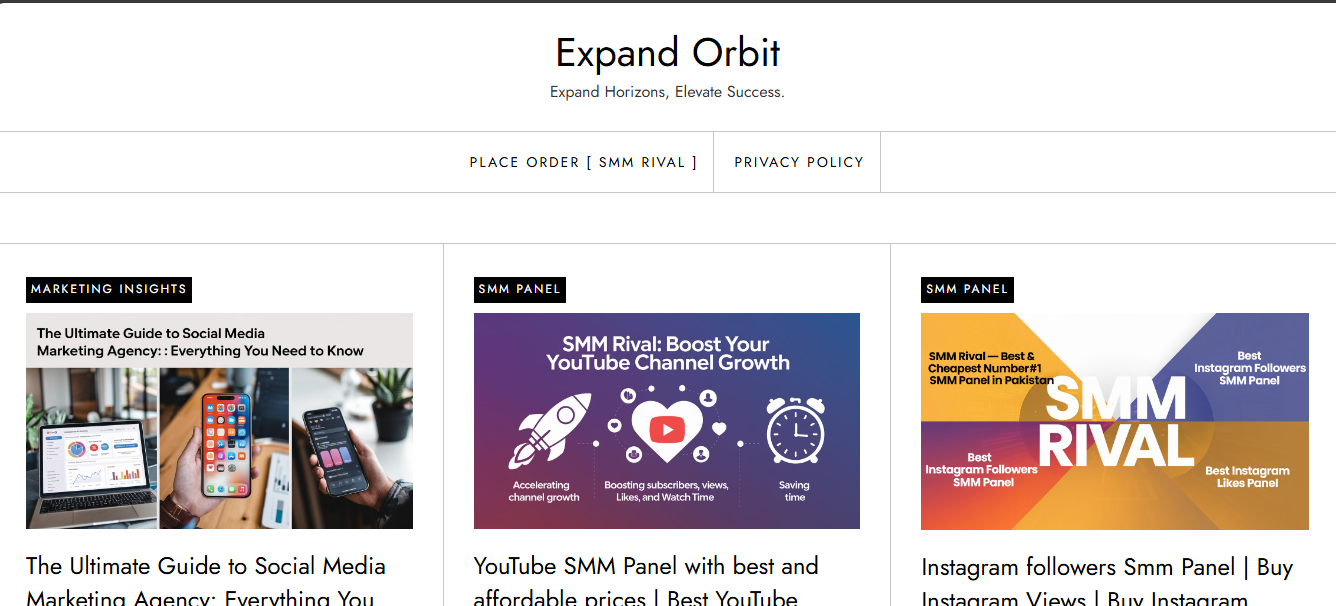 Expand Orbit
Expand Horizons, Elevate Success.
PLACE ORDER [ SMM RIVAL ]
PRIVACY POLICY
MARKETING INSIGHTS
The Ultimate Guide to Social Media
Marketing Agency: : Everything You Need to Know
The Ultimate Guide to Social Media
Marketing Agency: Everything You
SMM PANEL
SMM Rival: Boost Your
YouTube Channel Growth
Accelerating
channel growth
Boosting subscribers, views,
Likes, and Watch Time
Saving
time
YouTube SMM Panel with best and
affordable prices | Best YouTube
SMM PANEL
SMM Rival — Best &
Cheapest Number#1
SMM Panel in Pakistan
Best
Instagram Followers
SMM Panel
SMM
RIVAL
Best
Instagram Followers
SMM Panel
Best Instagram
Likes Panel
Instagram followers Smm Panel | Buy
Instagram Views | Buy Instagram